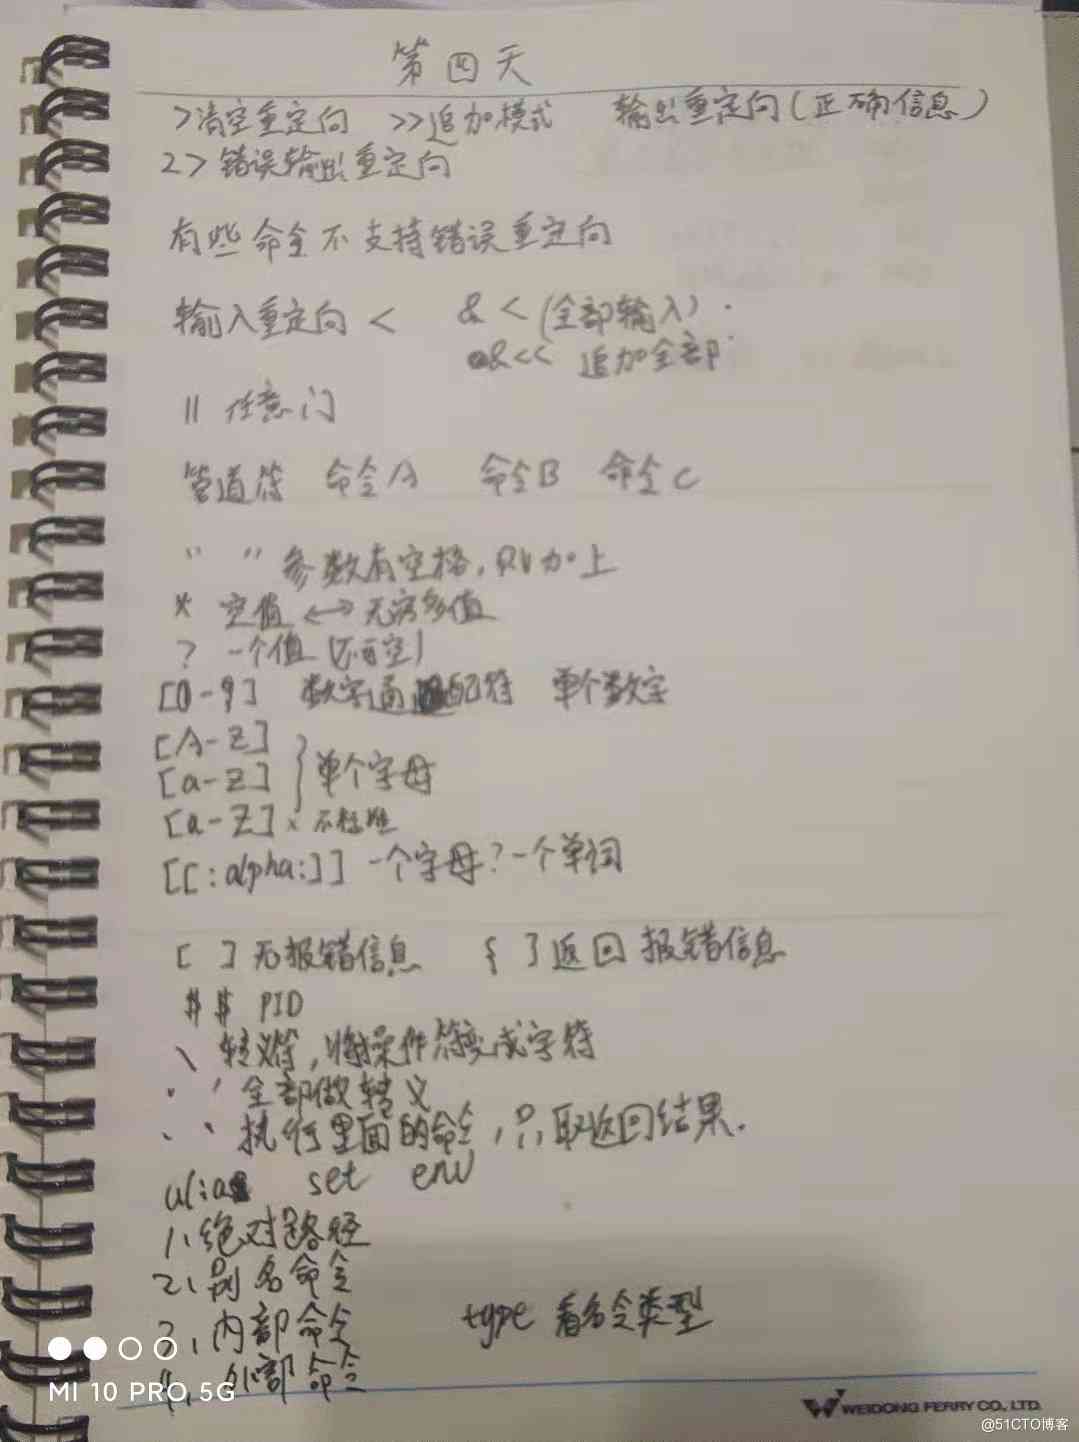 第四天
>清空重定向 >>追加模式 输出重定向(正确信息)
2>错误输出重定向
有些命令不支持错误重定向
输入重定向 < & < (全部输入)
&<< 追加全部
|| 任意门
管道符 命令A 命令B 命令C
" " 参数有空格,可以加上
* 空值 <-> 无穷多值
? 一个值(不可空)
[0-9] 数字通配符 单个数字
[A-Z]
[a-z] } 单个字母
[a-Z] × 不标准
[[:alpha:]] 一个字母?一个单词
[ ]无报错信息 { }返回报错信息
$$ PID
\ 转义符,将操作符变成字符
' ' 全部做转义
` ` 执行里面的命令,只取返回结果.
alias set env
1、绝对路径
2、别名命令
3、内部命令 type 看命令类型
4、外部命令
MI 10 PRO 5G
WEIDONG FERRY CO., LTD.
@51CTO博客